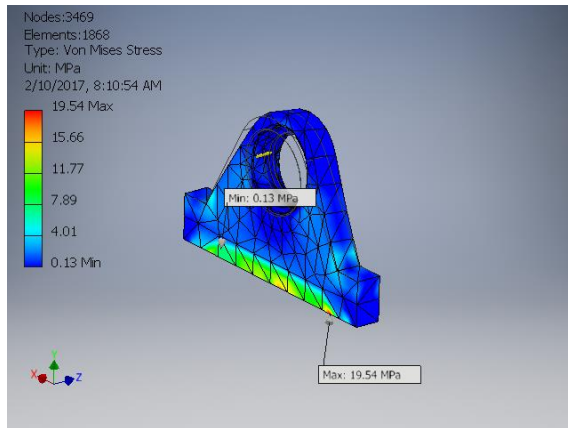 Nodes:3469
Elements:1868
Type: Von Mises Stress
Unit: MPa
2/10/2017, 8:10:54 AM
19.54 Max
15.66
11.77
7.89
4.01
0.13 Min
Min: 0.13 MPa
Max: 19.54 MPa
Y
X
Z